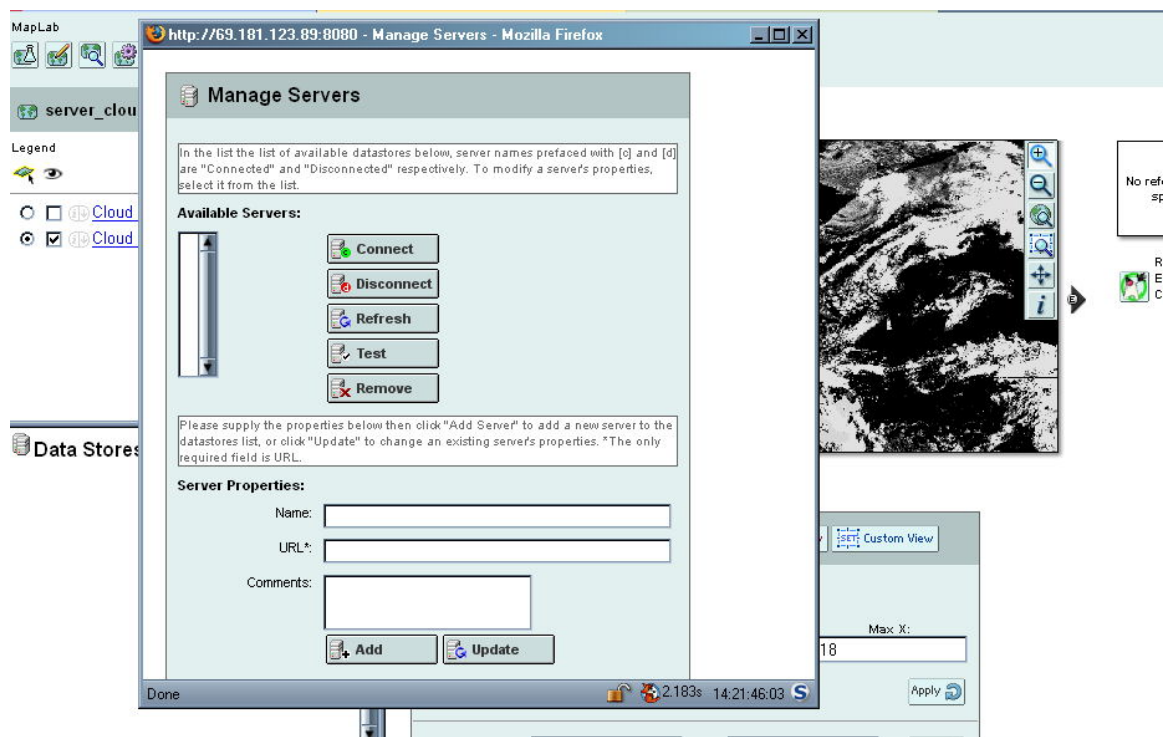 MapLab
http://69.181.123.89:8080 - Manage Servers - Mozilla Firefox
Manage Servers
server_clou
Legend
Cloud
Cloud
In the list the list of available datastores below, server names prefaced with [c] and [d]
are "Connected" and "Disconnected" respectively. To modify a server's properties,
select it from the list.
Available Servers:
Connect
Disconnect
Refresh
Test
Remove
Please supply the properties below then click "Add Server" to add a new server to the
datastores list, or click "Update" to change an existing server's properties. *The only
required field is URL.
Data Stores
Server Properties:
Name:
URL*:
Comments:
Add
Update
Done
2.183s
14:21:46:03
S
No refe
sp
i
E
R
E
C
SET Custom View
Max X:
18
Apply